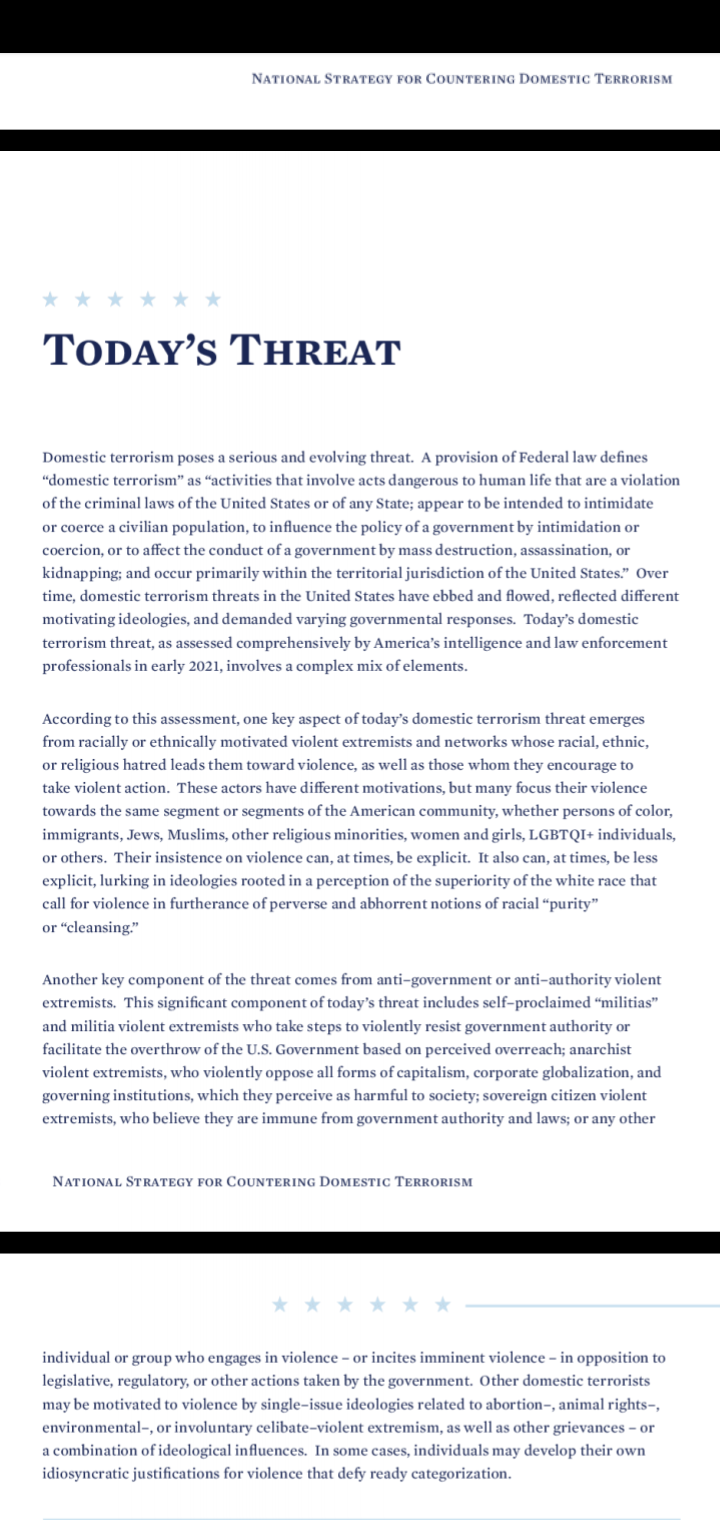 National Strategy for Countering Domestic Terrorism
Today’s Threat
Domestic terrorism poses a serious and evolving threat.  A provision of Federal law defines
“domestic terrorism” as “activities that involve acts dangerous to human life that are a violation
of the criminal laws of the United States or of any State; appear to be intended to intimidate
or coerce a civilian population, to influence the policy of a government by intimidation or
coercion, or to affect the conduct of a government by mass destruction, assassination, or
kidnapping; and occur primarily within the territorial jurisdiction of the United States.”  Over
time, domestic terrorism threats in the United States have ebbed and flowed, reflected different
motivating ideologies, and demanded varying governmental responses.  Today’s domestic
terrorism threat, as assessed comprehensively by America’s intelligence and law enforcement
professionals in early 2021, involves a complex mix of elements.
According to this assessment, one key aspect of today’s domestic terrorism threat emerges
from racially or ethnically motivated violent extremists and networks whose racial, ethnic,
or religious hatred leads them toward violence, as well as those whom they encourage to
take violent action.  These actors have different motivations, but many focus their violence
towards the same segment or segments of the American community, whether persons of color,
immigrants, Jews, Muslims, other religious minorities, women and girls, LGBTQI+ individuals,
or others.  Their insistence on violence can, at times, be explicit.  It also can, at times, be less
explicit, lurking in ideologies rooted in a perception of the superiority of the white race that
call for violence in furtherance of perverse and abhorrent notions of racial “purity”
or “cleansing.”
Another key component of the threat comes from anti–government or anti–authority violent
extremists.  This significant component of today’s threat includes self–proclaimed “militias”
and militia violent extremists who take steps to violently resist government authority or
facilitate the overthrow of the U.S. Government based on perceived overreach; anarchist
violent extremists, who violently oppose all forms of capitalism, corporate globalization, and
governing institutions, which they perceive as harmful to society; sovereign citizen violent
extremists, who believe they are immune from government authority and laws; or any other
National Strategy for Countering Domestic Terrorism
individual or group who engages in violence – or incites imminent violence – in opposition to
legislative, regulatory, or other actions taken by the government.  Other domestic terrorists
may be motivated to violence by single–issue ideologies related to abortion–, animal rights–,
environmental–, or involuntary celibate–violent extremism, as well as other grievances – or
a combination of ideological influences.  In some cases, individuals may develop their own
idiosyncratic justifications for violence that defy ready categorization.